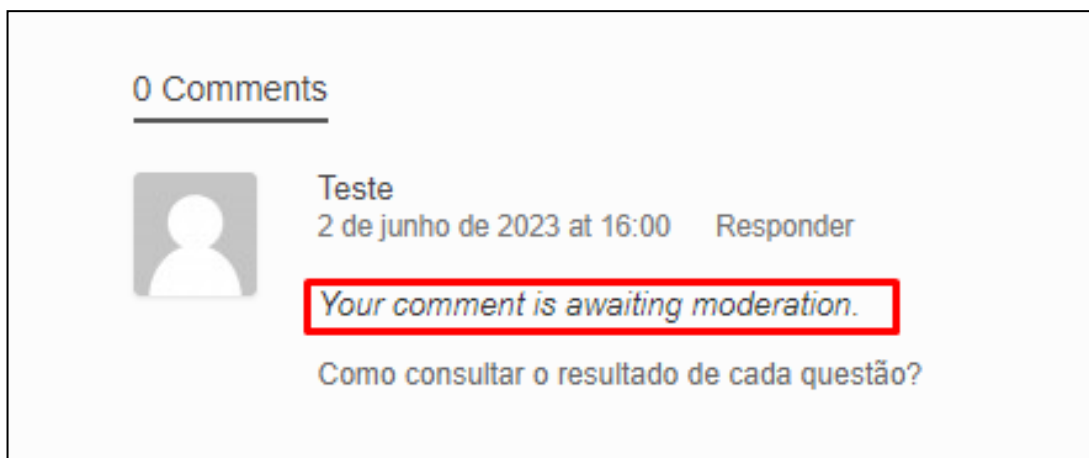 0 Comments
Teste
2 de junho de 2023 at 16:00 Responder
Your comment is awaiting moderation.
Como consultar o resultado de cada questão?